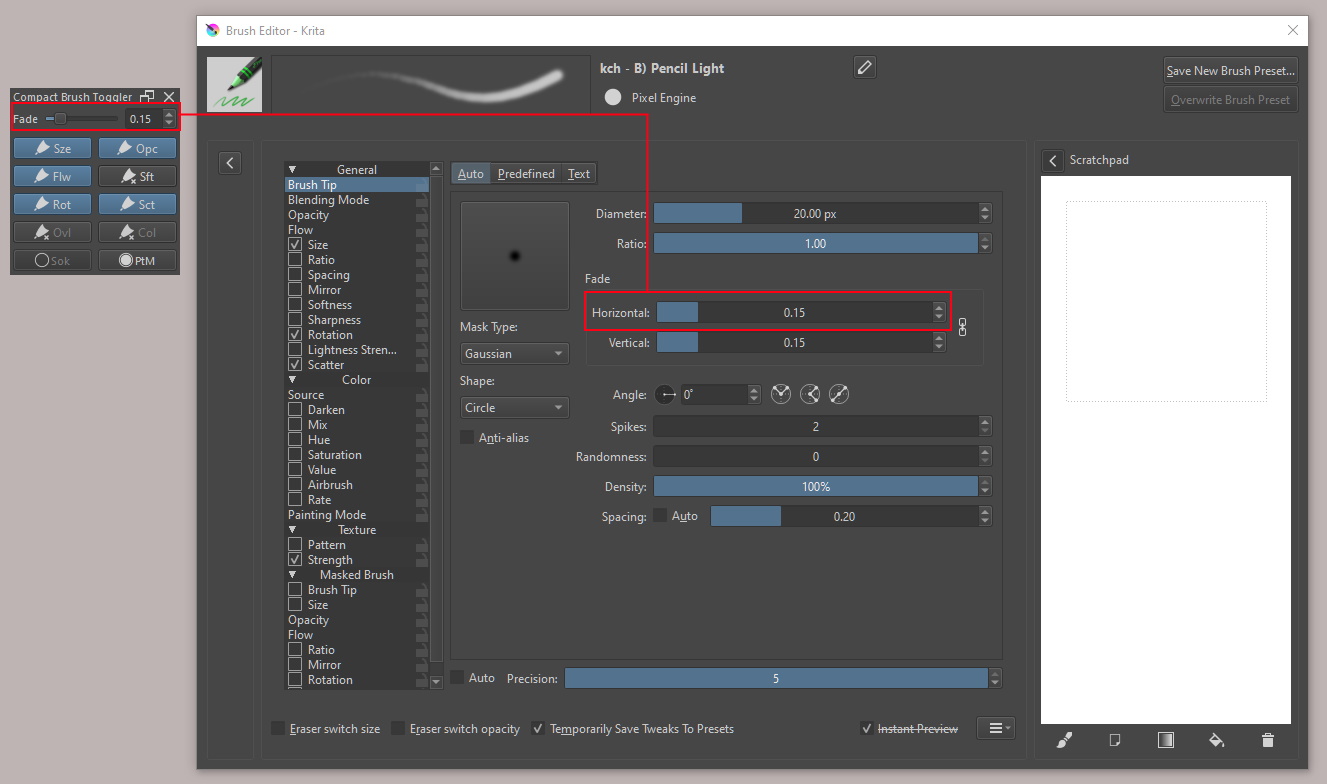 Brush Editor - Krita
kch - B) Pencil Light
Pixel Engine
Save New Brush Preset...
Overwrite Brush Preset
Compact Brush Toggler
Fade 0.15
Sze Opc
Flw Sft
Rot Sct
Ovl Col
Sok PtM
General
Brush Tip
Blending Mode
Opacity
Flow
Size
Ratio
Spacing
Mirror
Softness
Sharpness
Rotation
Lightness Stren...
Scatter
Color
Source
Darken
Mix
Hue
Saturation
Value
Airbrush
Rate
Painting Mode
Texture
Pattern
Strength
Masked Brush
Brush Tip
Size
Opacity
Flow
Ratio
Mirror
Rotation
Auto Predefined Text
Mask Type:
Gaussian
Shape:
Circle
Anti-alias
Diameter: 20.00 px
Ratio: 1.00
Fade
Horizontal: 0.15
Vertical: 0.15
Angle: 0°
Spikes: 2
Randomness: 0
Density: 100%
Spacing: Auto 0.20
Auto Precision: 5
Eraser switch size Eraser switch opacity Temporarily Save Tweaks To Presets Instant Preview
Scratchpad